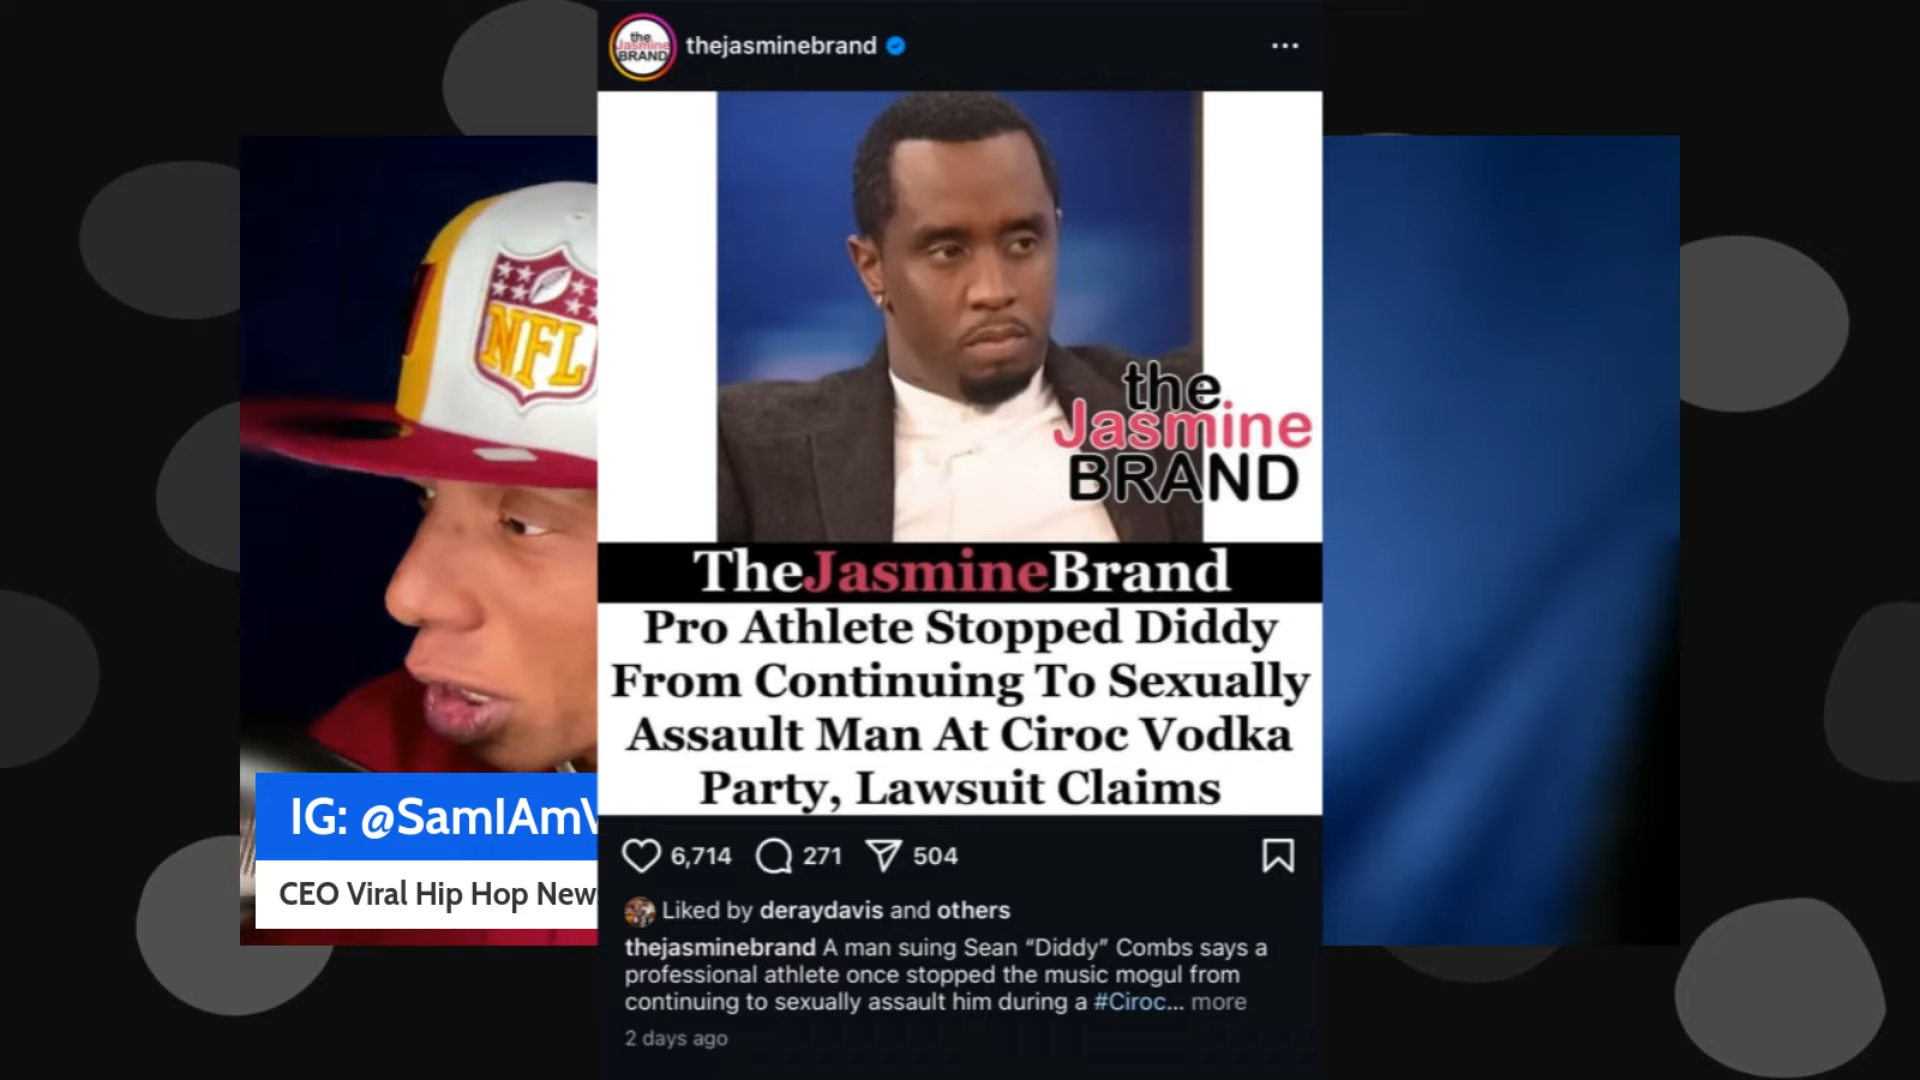 the
Jasmine
BRAND
thejasminebrand
NFL
the
Jasmine
BRAND
TheJasmineBrand
Pro Athlete Stopped Diddy
From Continuing To Sexually
Assault Man At Ciroc Vodka
Party, Lawsuit Claims
IG: @SamIAm
CEO Viral Hip Hop New
6,714
271
504
Liked by deraydavis and others
thejasminebrand A man suing Sean “Diddy” Combs says a
professional athlete once stopped the music mogul from
continuing to sexually assault him during a #Ciroc... more
2 days ago